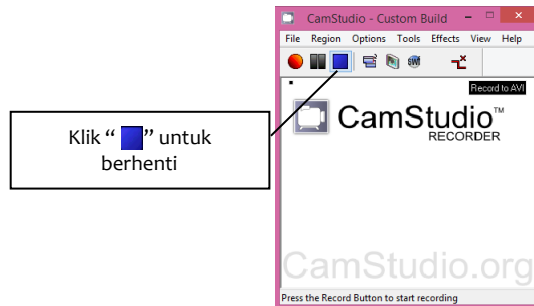 CamStudio - Custom Build
File Region Options Tools Effects View Help
SWF
Record to AVI
CamStudio™
RECORDER
Klik “ ” untuk
berhenti
CamStudio.org
Press the Record Button to start recording